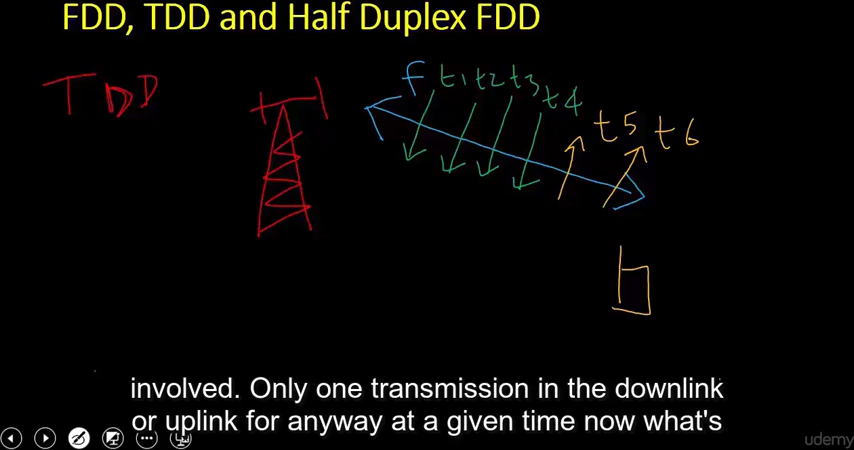 FDD, TDD and Half Duplex FDD
TDD
f t1 t2 t3 t4 t5 t6
involved. Only one transmission in the downlink
or uplink for anyway at a given time now what's
udemy